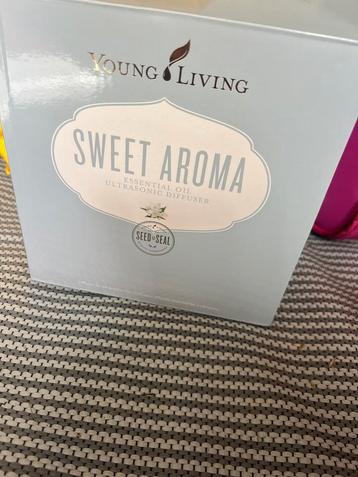 YOUNG LIVING
SWEET AROMA
ESSENTIAL OIL
ULTRASONIC DIFFUSER
SEED TO SEAL